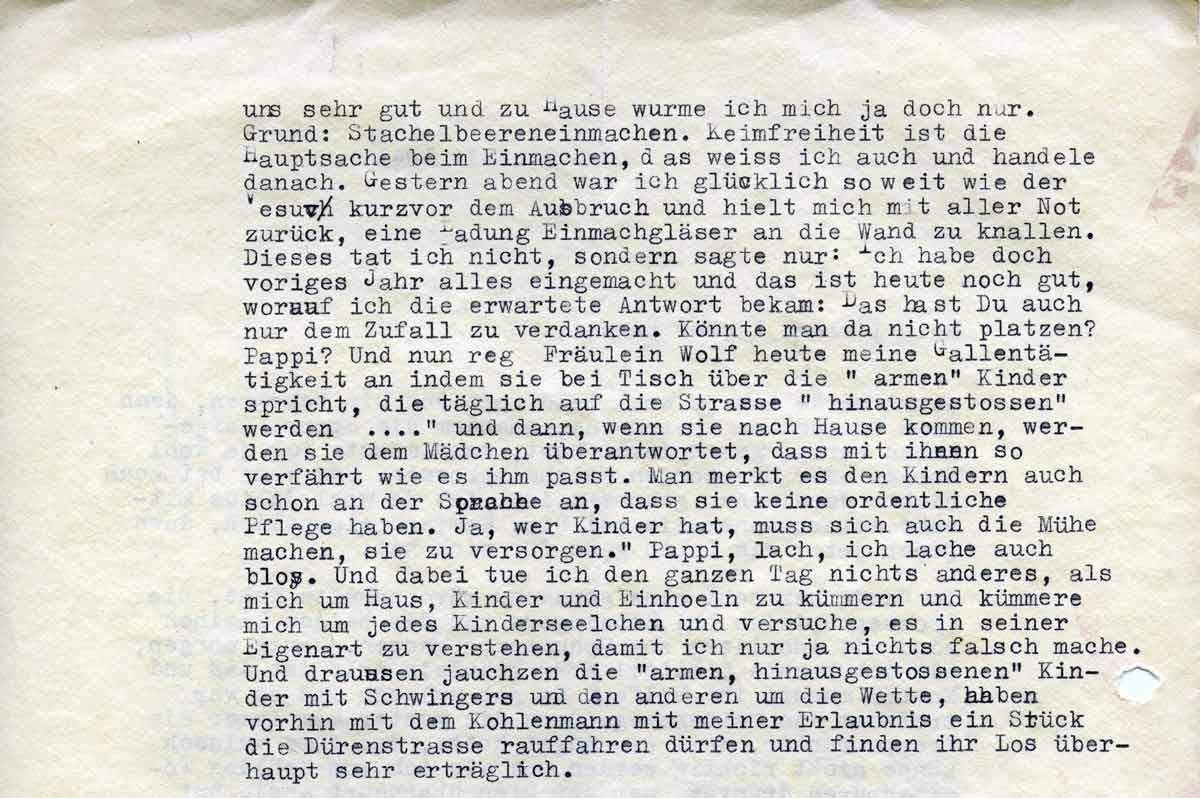 uns sehr gut und zu Hause wurme ich mich ja doch nur.
Grund: Stachelbeereneinmachen. Keimfreiheit ist die
Hauptsache beim Einmachen, d as weiss ich auch und handele
danach. Gestern abend war ich glücklich so weit wie der
Vesuv kurzvor dem Ausbruch und hielt mich mit aller Not
zurück, eine Ladung Einmachgläser an die Wand zu knallen.
Dieses tat ich nicht, sondern sagte nur: Ich habe doch
voriges Jahr alles eingemacht und das ist heute noch gut,
worauf ich die erwartete Antwort bekam: Das hast Du auch
nur dem Zufall zu verdanken. Könnte man da nicht platzen?
Pappi? Und nun reg Fräulein Wolf heute meine Gallentä-
tigkeit an indem sie bei Tisch über die " armen" Kinder
spricht, die täglich auf die Strasse " hinausgestossen"
werden ...." und dann, wenn sie nach Hause kommen, wer-
den sie dem Mädchen überantwortet, dass mit ihnen so
verfährt wie es ihm passt. Man merkt es den Kindern auch
schon an der Sprache an, dass sie keine ordentliche
Pflege haben. Ja, wer Kinder hat, muss sich auch die Mühe
machen, sie zu versorgen." Pappi, lach, ich lache auch
blos. Und dabei tue ich den ganzen Tag nichts anderes, als
mich um Haus, Kinder und Einhoeln zu kümmern und kümmere
mich um jedes Kinderseelchen und versuche, es in seiner
Eigenart zu verstehen, damit ich nur ja nichts falsch mache.
Und draussen jauchzen die "armen, hinausgestossenen" Kin-
der mit Schwingers und den anderen um die Wette, haben
vorhin mit dem Kohlenmann mit meiner Erlaubnis ein Stück
die Dürenstrasse rauffahren dürfen und finden ihr Los über-
haupt sehr erträglich.